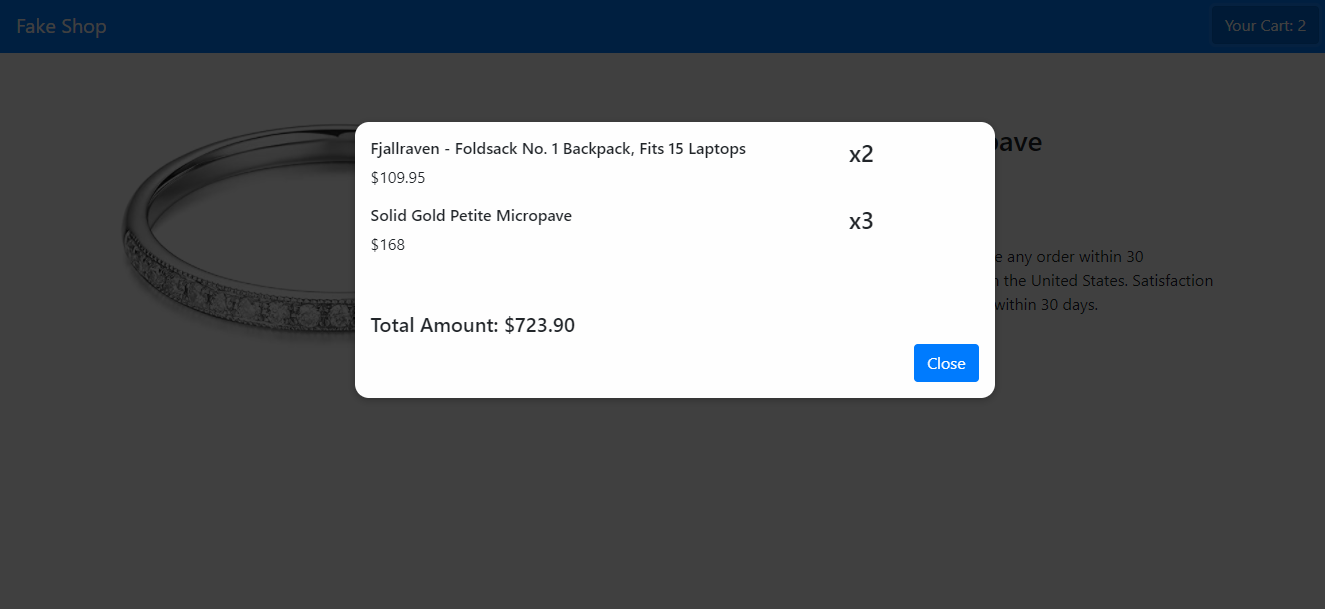 Fake Shop
Your Cart: 2
Fjallraven - Foldsack No. 1 Backpack, Fits 15 Laptops
x2
$109.95
Solid Gold Petite Micropave
x3
$168
Total Amount: $723.90
Close
pave
e any order within 30
n the United States. Satisfaction
within 30 days.